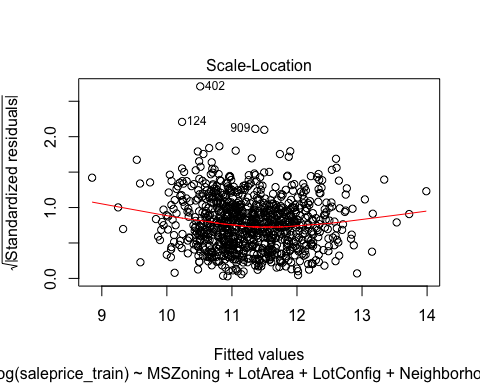 Scale-Location
402
124
909
√|Standardized residuals|
0.0 1.0 2.0
9 10 11 12 13 14
Fitted values
og(saleprice_train) ~ MSZoning + LotArea + LotConfig + Neighborho